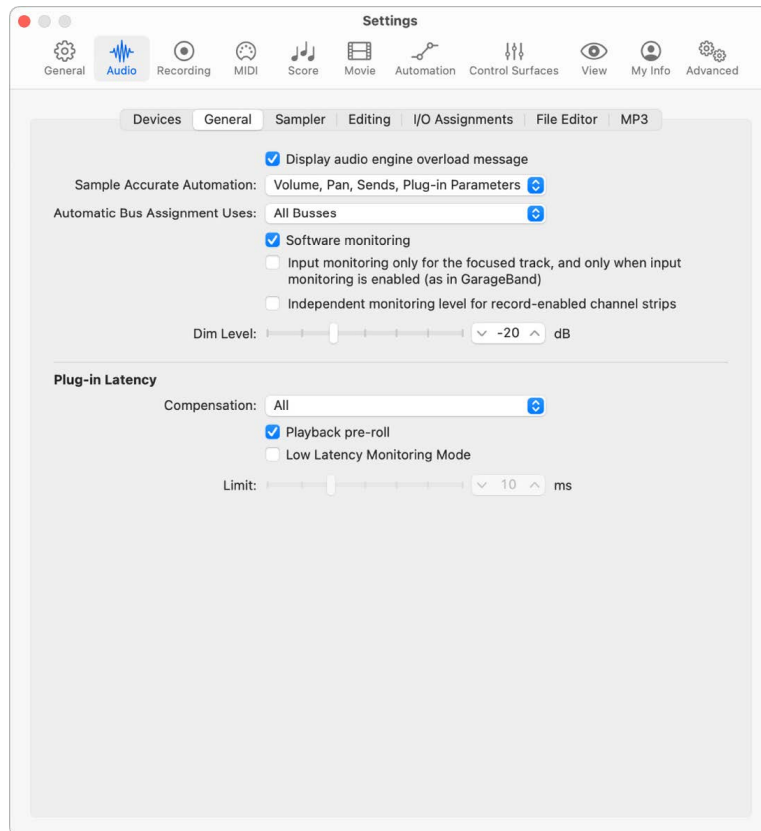 Settings
General Audio Recording MIDI Score Movie Automation Control Surfaces View My Info Advanced
Devices General Sampler Editing I/O Assignments File Editor MP3
Display audio engine overload message
Sample Accurate Automation: Volume, Pan, Sends, Plug-in Parameters
Automatic Bus Assignment Uses: All Busses
Software monitoring
Input monitoring only for the focused track, and only when input
monitoring is enabled (as in GarageBand)
Independent monitoring level for record-enabled channel strips
Dim Level: -20 dB
Plug-in Latency
Compensation: All
Playback pre-roll
Low Latency Monitoring Mode
Limit: 10 ms